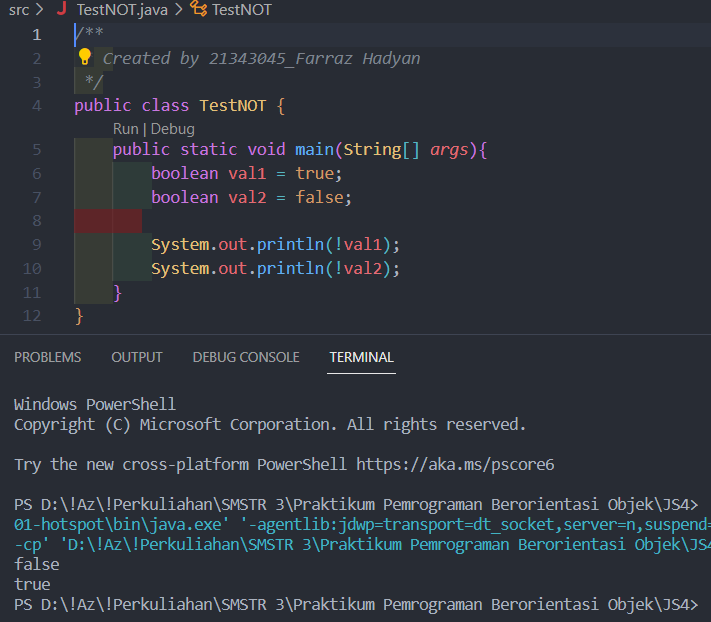 src > J TestNOT.java > TestNOT
1 /**
2 Created by 21343045_Farraz Hadyan
3 */
4 public class TestNOT {
Run | Debug
5 public static void main(String[] args){
6 boolean val1 = true;
7 boolean val2 = false;
8
9 System.out.println(!val1);
10 System.out.println(!val2);
11 }
12 }
PROBLEMS OUTPUT DEBUG CONSOLE TERMINAL
Windows PowerShell
Copyright (C) Microsoft Corporation. All rights reserved.
Try the new cross-platform PowerShell https://aka.ms/pscore6
PS D:\!Az\!Perkuliahan\SMSTR 3\Praktikum Pemrograman Berorientasi Objek\JS4>
01-hotspot\bin\java.exe' '-agentlib:jdwp=transport=dt_socket,server=n,suspend=
-cp' 'D:\!Az\!Perkuliahan\SMSTR 3\Praktikum Pemrograman Berorientasi Objek\JS4
false
true
PS D:\!Az\!Perkuliahan\SMSTR 3\Praktikum Pemrograman Berorientasi Objek\JS4>